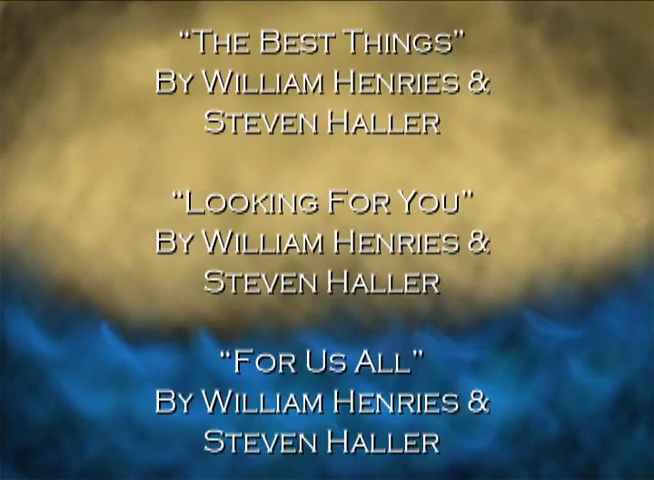 “The Best Things”
By William Henries &
Steven Haller
“Looking For You”
By William Henries &
Steven Haller
“For Us All”
By William Henries &
Steven Haller